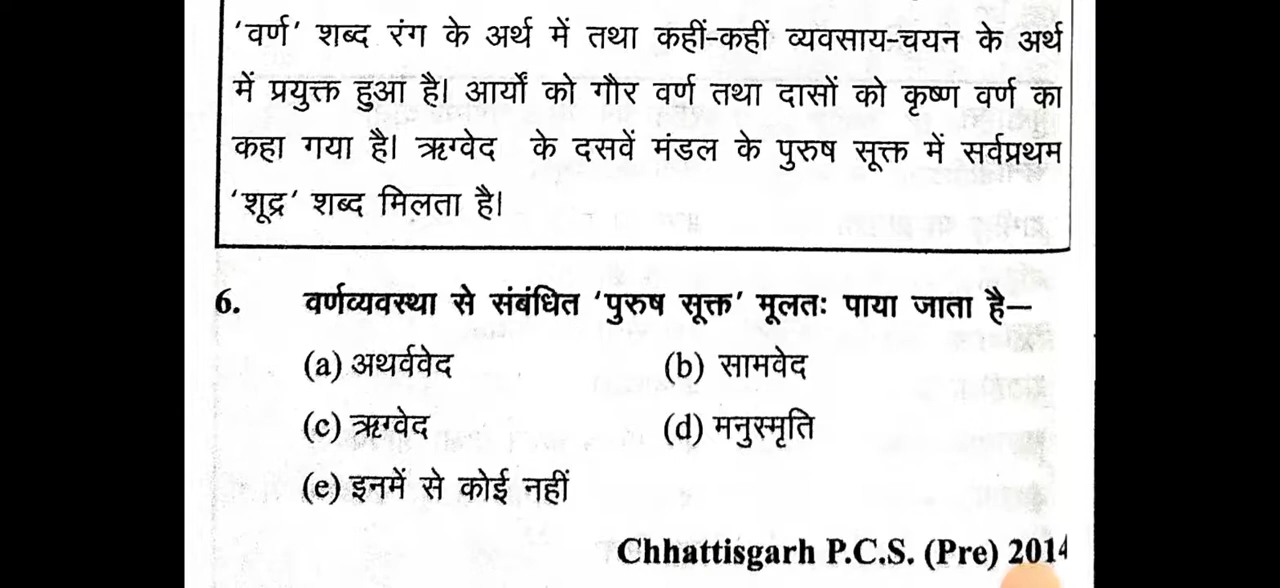 ‘वर्ण’ शब्द रंग के अर्थ में तथा कहीं-कहीं व्यवसाय-चयन के अर्थ
में प्रयुक्त हुआ है। आर्यों को गौर वर्ण तथा दासों को कृष्ण वर्ण का
कहा गया है। ऋग्वेद के दसवें मंडल के पुरुष सूक्त में सर्वप्रथम
‘शूद्र’ शब्द मिलता है।
6. वर्णव्यवस्था से संबंधित ‘पुरुष सूक्त’ मूलतः पाया जाता है–
(a) अथर्ववेद (b) सामवेद
(c) ऋग्वेद (d) मनुस्मृति
(e) इनमें से कोई नहीं
Chhattisgarh P.C.S. (Pre) 2014